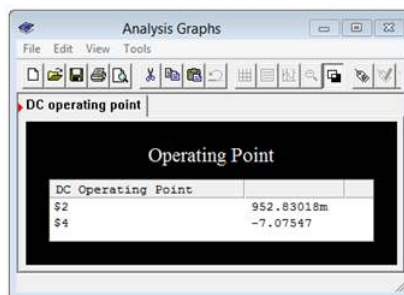 Analysis Graphs
File Edit View Tools
DC operating point
Operating Point
DC Operating Point
$2 952.83018m
$4 -7.07547